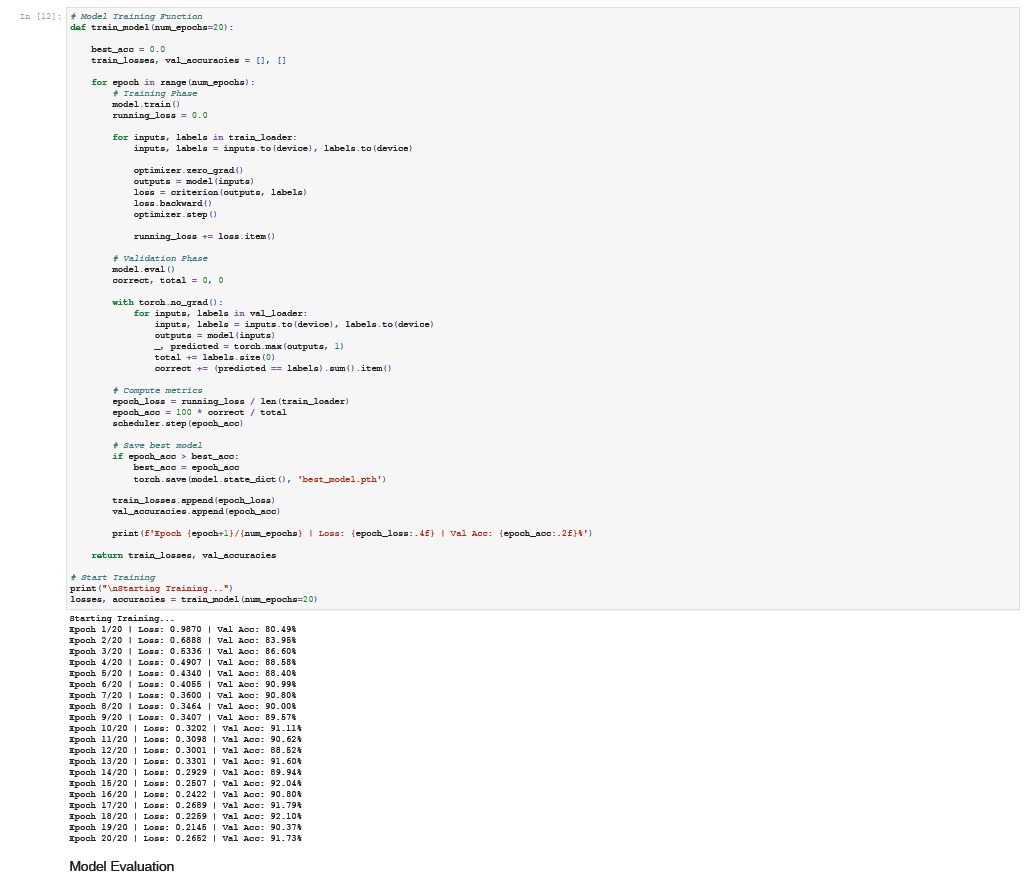 In [12]:
# Model Training Function
def train_model(num_epochs=20):
    best_acc = 0.0
    train_losses, val_accuracies = [], []
    for epoch in range(num_epochs):
        # Training Phase
        model.train()
        running_loss = 0.0
        for inputs, labels in train_loader:
            inputs, labels = inputs.to(device), labels.to(device)
            optimizer.zero_grad()
            outputs = model(inputs)
            loss = criterion(outputs, labels)
            loss.backward()
            optimizer.step()
            running_loss += loss.item()
        # Validation Phase
        model.eval()
        correct, total = 0, 0
        with torch.no_grad():
            for inputs, labels in val_loader:
                inputs, labels = inputs.to(device), labels.to(device)
                outputs = model(inputs)
                _, predicted = torch.max(outputs, 1)
                total += labels.size(0)
                correct += (predicted == labels).sum().item()
        # Compute metrics
        epoch_loss = running_loss / len(train_loader)
        epoch_acc = 100 * correct / total
        scheduler.step(epoch_acc)
        # Save best model
        if epoch_acc > best_acc:
            best_acc = epoch_acc
            torch.save(model.state_dict(), 'best_model.pth')
        train_losses.append(epoch_loss)
        val_accuracies.append(epoch_acc)
        print(f'Epoch {epoch+1}/{num_epochs} | Loss: {epoch_loss:.4f} | Val Acc: {epoch_acc:.2f}%')
    return train_losses, val_accuracies
# Start Training
print("\nStarting Training...")
losses, accuracies = train_model(num_epochs=20)
Starting Training...
Epoch 1/20 | Loss: 0.9870 | Val Acc: 80.49%
Epoch 2/20 | Loss: 0.6888 | Val Acc: 83.95%
Epoch 3/20 | Loss: 0.5336 | Val Acc: 86.60%
Epoch 4/20 | Loss: 0.4907 | Val Acc: 88.58%
Epoch 5/20 | Loss: 0.4340 | Val Acc: 88.40%
Epoch 6/20 | Loss: 0.4055 | Val Acc: 90.99%
Epoch 7/20 | Loss: 0.3600 | Val Acc: 90.80%
Epoch 8/20 | Loss: 0.3464 | Val Acc: 90.00%
Epoch 9/20 | Loss: 0.3407 | Val Acc: 89.57%
Epoch 10/20 | Loss: 0.3202 | Val Acc: 91.11%
Epoch 11/20 | Loss: 0.3098 | Val Acc: 90.62%
Epoch 12/20 | Loss: 0.3001 | Val Acc: 88.52%
Epoch 13/20 | Loss: 0.3301 | Val Acc: 91.60%
Epoch 14/20 | Loss: 0.2929 | Val Acc: 89.94%
Epoch 15/20 | Loss: 0.2507 | Val Acc: 92.04%
Epoch 16/20 | Loss: 0.2422 | Val Acc: 90.80%
Epoch 17/20 | Loss: 0.2689 | Val Acc: 91.79%
Epoch 18/20 | Loss: 0.2259 | Val Acc: 92.10%
Epoch 19/20 | Loss: 0.2145 | Val Acc: 90.37%
Epoch 20/20 | Loss: 0.2652 | Val Acc: 91.73%
Model Evaluation